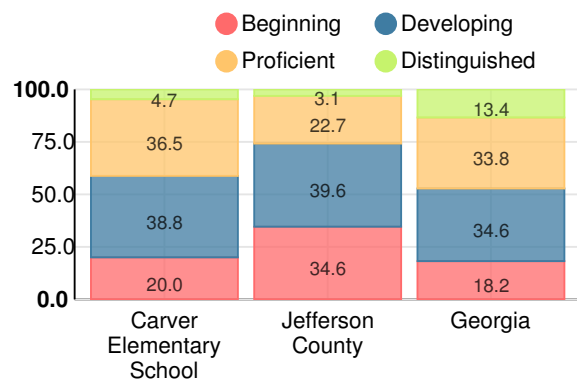 Beginning Developing
Proficient Distinguished
100.0
75.0
50.0
25.0
0.0
4.7 3.1 13.4
36.5 22.7 33.8
38.8 39.6 34.6
20.0 34.6 18.2
Carver Jefferson Georgia
Elementary County
School